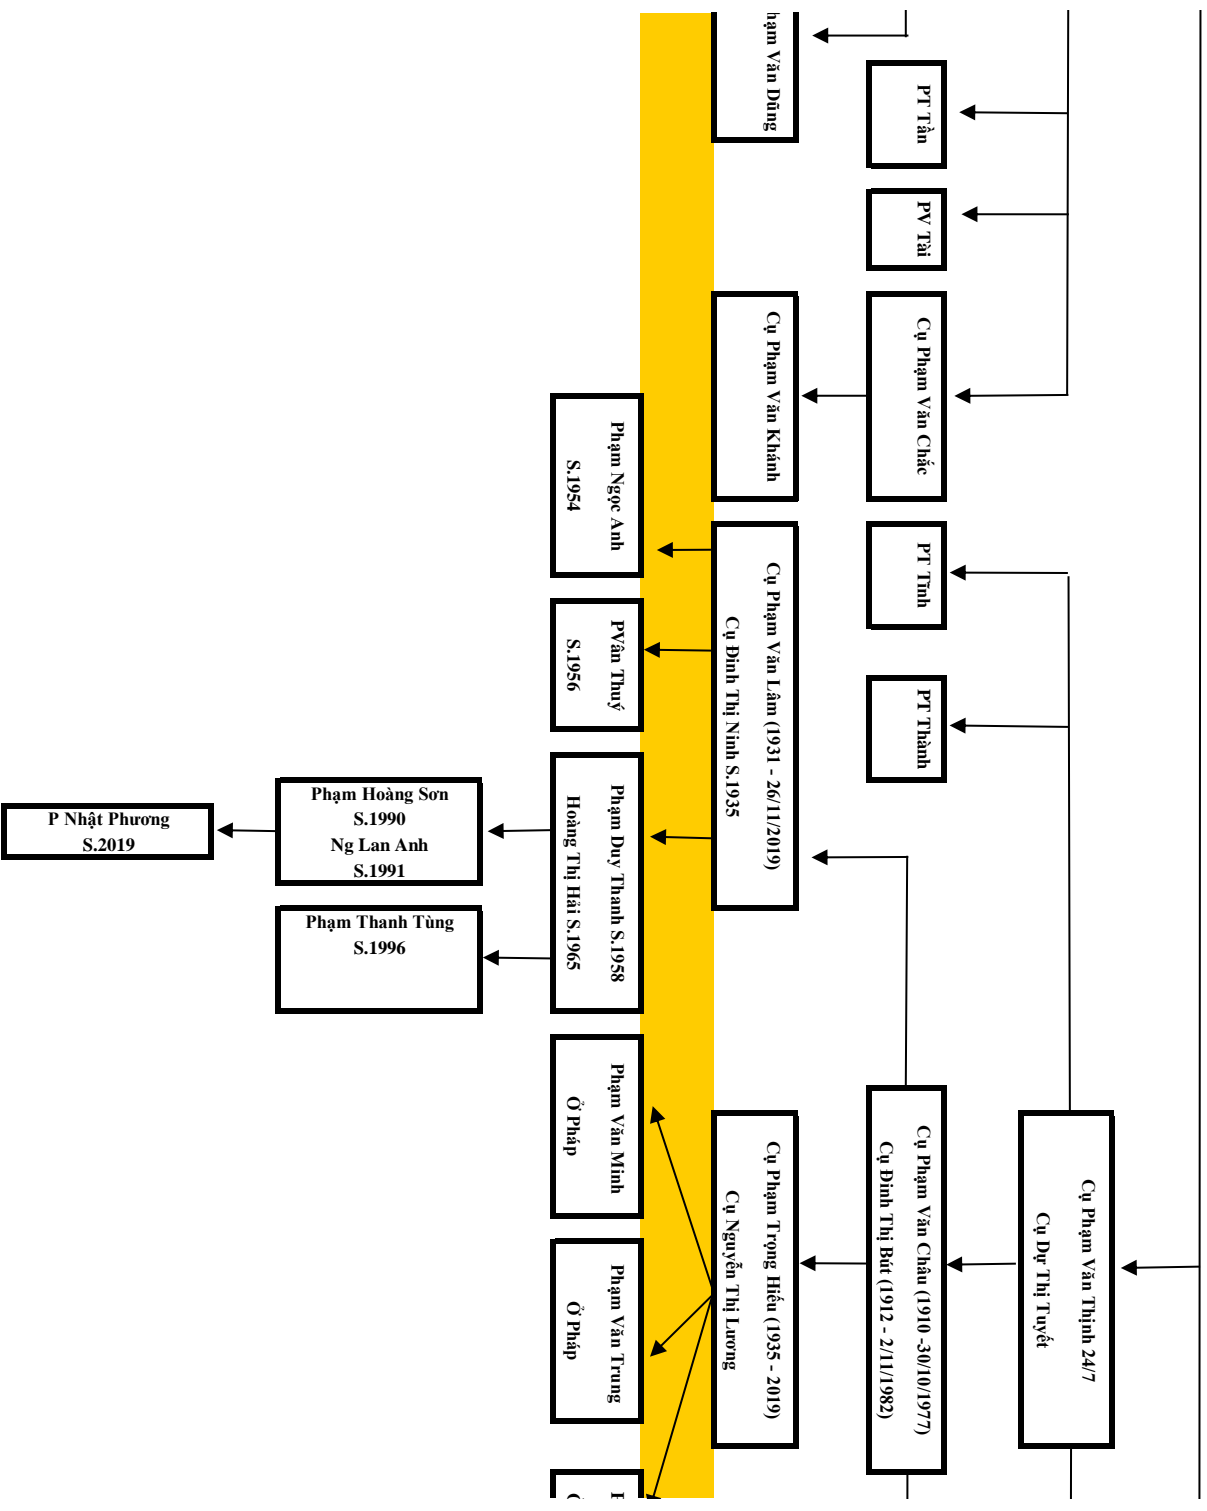 hạm Văn Dũng
PT Tần
PV Tài
Cụ Phạm Văn Khánh
Cụ Phạm Văn Chắc
Phạm Ngọc Anh
S.1954
Cụ Phạm Văn Lâm (1931 - 26/11/2019)
Cụ Đinh Thị Ninh S.1935
PT Tĩnh
PVân Thuý
S.1956
PT Thành
Phạm Duy Thanh S.1958
Hoàng Thị Hải S.1965
Phạm Hoàng Sơn
S.1990
Ng Lan Anh
S.1991
P Nhật Phương
S.2019
Phạm Thanh Tùng
S.1996
Phạm Văn Minh
Ở Pháp
Cụ Phạm Trọng Hiếu (1935 - 2019)
Cụ Nguyễn Thị Lương
Cụ Phạm Văn Châu (1910 -30/10/1977)
Cụ Đinh Thị Bút (1912 - 2/11/1982)
Cụ Phạm Văn Thịnh 24/7
Cụ Dự Thị Tuyết
Phạm Văn Trung
Ở Pháp